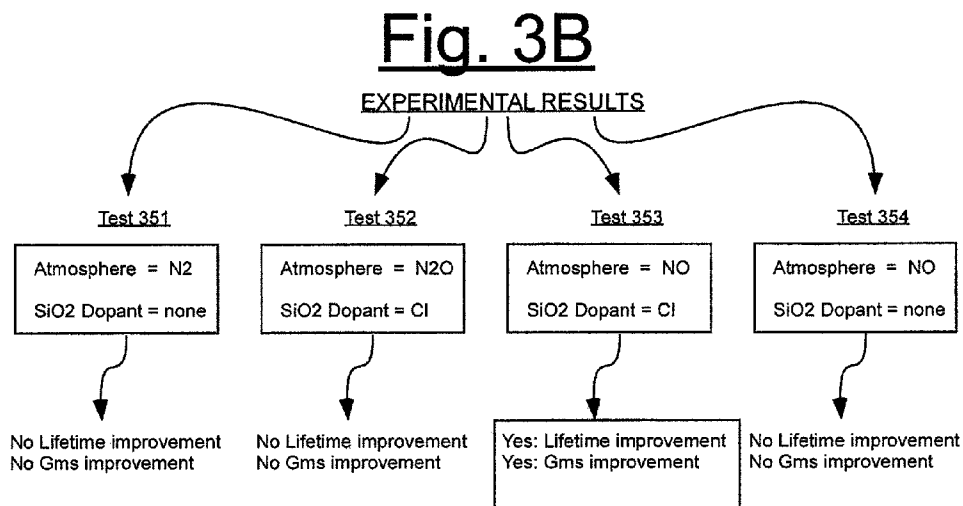 Fig. 3B
EXPERIMENTAL RESULTS
Test 351
Atmosphere = N2
SiO2 Dopant = none
No Lifetime improvement
No Gms improvement
Test 352
Atmosphere = N2O
SiO2 Dopant = Cl
No Lifetime improvement
No Gms improvement
Test 353
Atmosphere = NO
SiO2 Dopant = Cl
Yes: Lifetime improvement
Yes: Gms improvement
Test 354
Atmosphere = NO
SiO2 Dopant = none
No Lifetime improvement
No Gms improvement